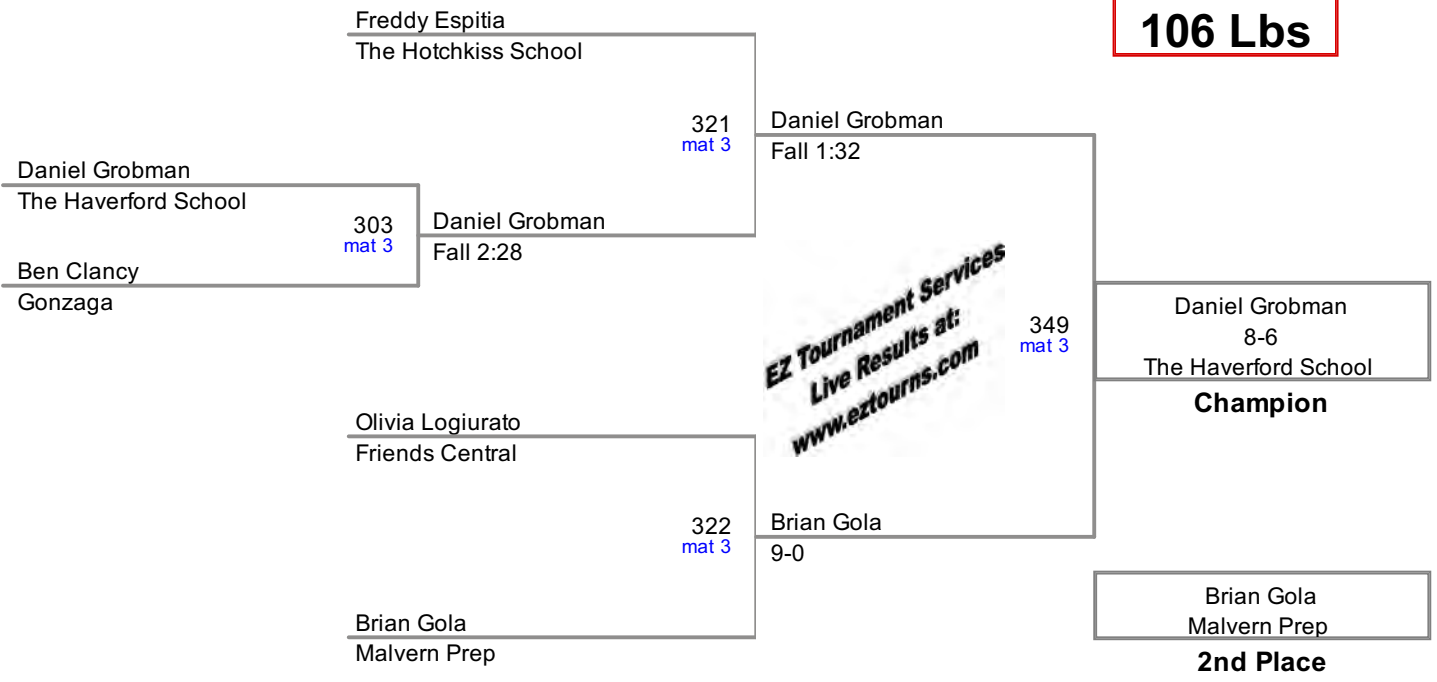 106 Lbs
Freddy Espitia
The Hotchkiss School
321
mat 3
Daniel Grobman
Fall 1:32
Daniel Grobman
The Haverford School
303
mat 3
Daniel Grobman
Fall 2:28
Ben Clancy
Gonzaga
EZ Tournament Services
Live Results at:
www.eztourns.com
349
mat 3
Daniel Grobman
8-6
The Haverford School
Champion
Olivia Logiurato
Friends Central
322
mat 3
Brian Gola
9-0
Brian Gola
Malvern Prep
Brian Gola
Malvern Prep
2nd Place